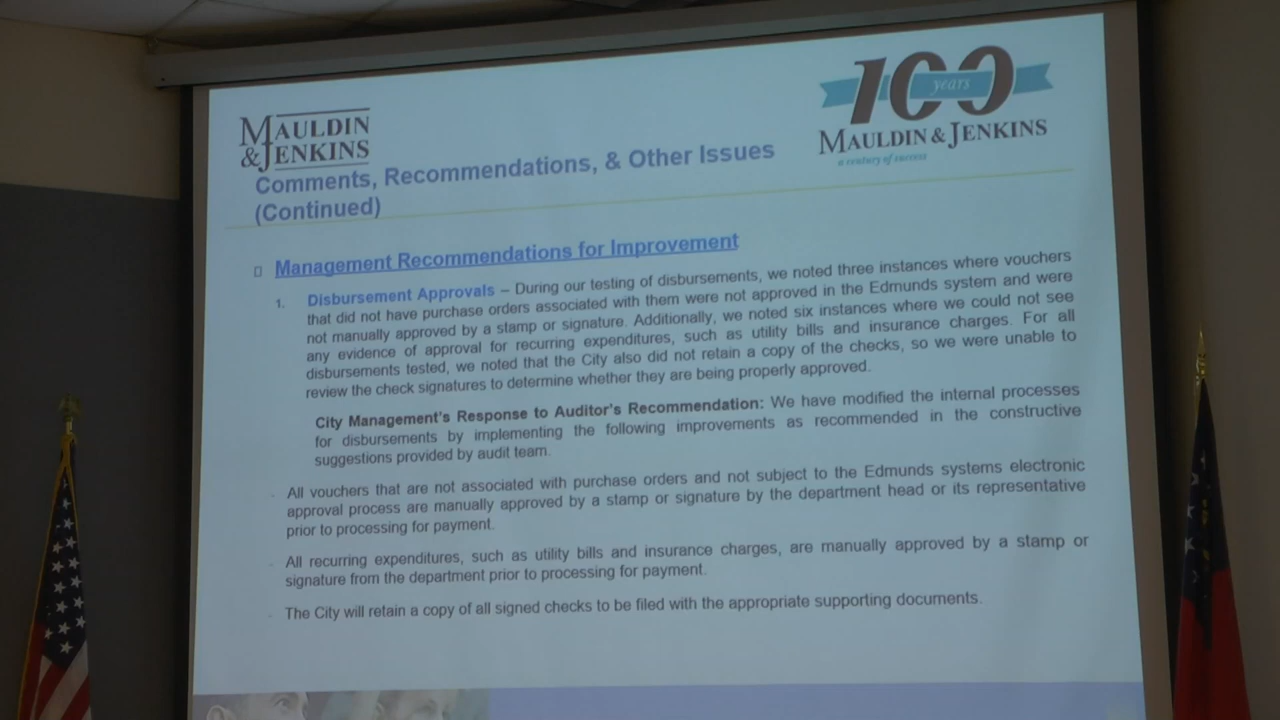 MAULDIN
&JENKINS
100
years
MAULDIN & JENKINS
a century of success
Comments, Recommendations, & Other Issues
(Continued)
Management Recommendations for Improvement
1. Disbursement Approvals – During our testing of disbursements, we noted three instances where vouchers
that did not have purchase orders associated with them were not approved in the Edmunds system and were
not manually approved by a stamp or signature. Additionally, we noted six instances where we could not see
any evidence of approval for recurring expenditures, such as utility bills and insurance charges. For all
disbursements tested, we noted that the City also did not retain a copy of the checks, so we were unable to
review the check signatures to determine whether they are being properly approved.
City Management's Response to Auditor's Recommendation: We have modified the internal processes
for disbursements by implementing the following improvements as recommended in the constructive
suggestions provided by audit team.
All vouchers that are not associated with purchase orders and not subject to the Edmunds systems electronic
approval process are manually approved by a stamp or signature by the department head or its representative
prior to processing for payment.
All recurring expenditures, such as utility bills and insurance charges, are manually approved by a stamp or
signature from the department prior to processing for payment.
The City will retain a copy of all signed checks to be filed with the appropriate supporting documents.